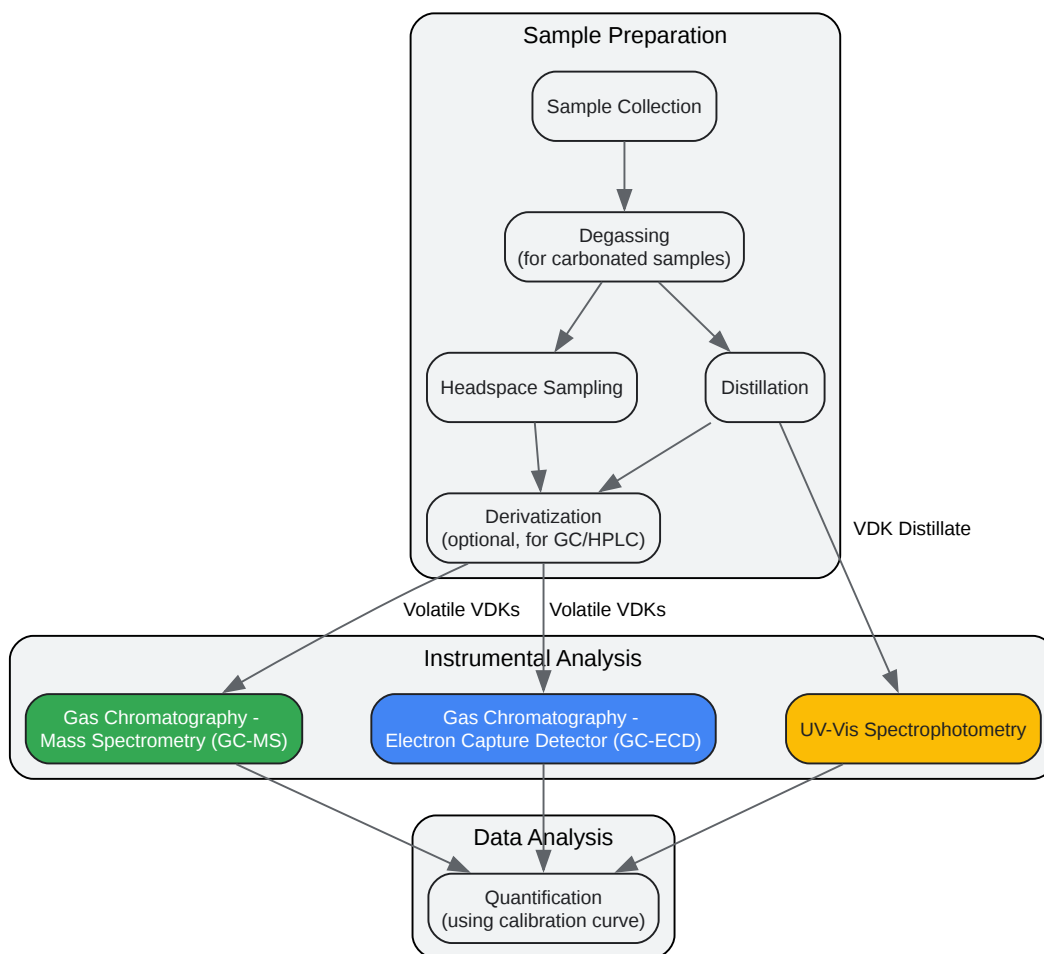 Sample Preparation
Sample Collection
Degassing
(for carbonated samples)
Headspace Sampling
Distillation
Derivatization
(optional, for GC/HPLC)
VDK Distillate
Volatile VDKs
Volatile VDKs
Instrumental Analysis
Gas Chromatography -
Mass Spectrometry (GC-MS)
Gas Chromatography -
Electron Capture Detector (GC-ECD)
UV-Vis Spectrophotometry
Data Analysis
Quantification
(using calibration curve)